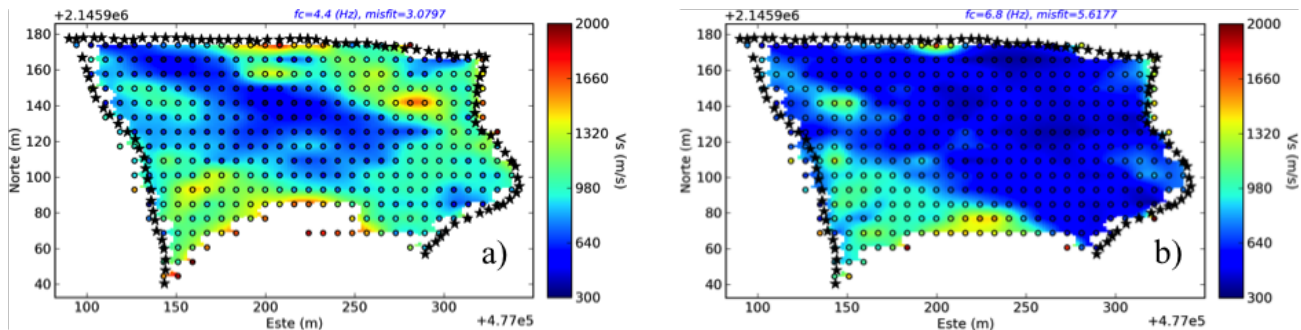 fc=4.4 (Hz), misfit=3.0797
+2.1459e6
180
160
140
120
100
80
60
40
Norte (m)
100
150
200
250
300
+4.77e5
Este (m)
a)
2000
1660
1320
980
640
300
Vs (m/s)
fc=6.8 (Hz), misfit=5.6177
+2.1459e6
180
160
140
120
100
80
60
40
Norte (m)
100
150
200
250
300
+4.77e5
Este (m)
b)
2000
1660
1320
980
640
300
Vs (m/s)